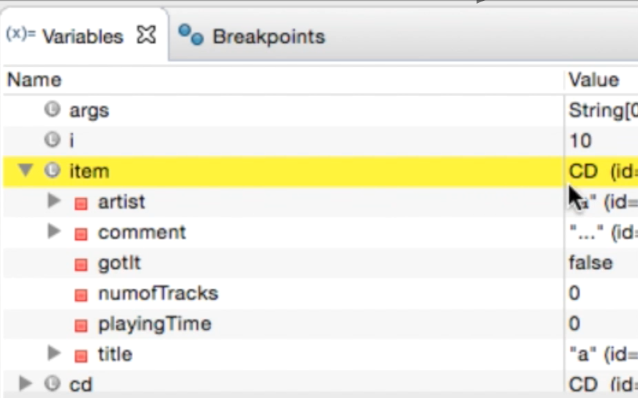 (x)= Variables Breakpoints
Name Value
args String[0
i 10
item CD (id=
artist " (id=
comment "..." (id=
gotIt false
numofTracks 0
playingTime 0
title "a" (id=
cd CD (id=